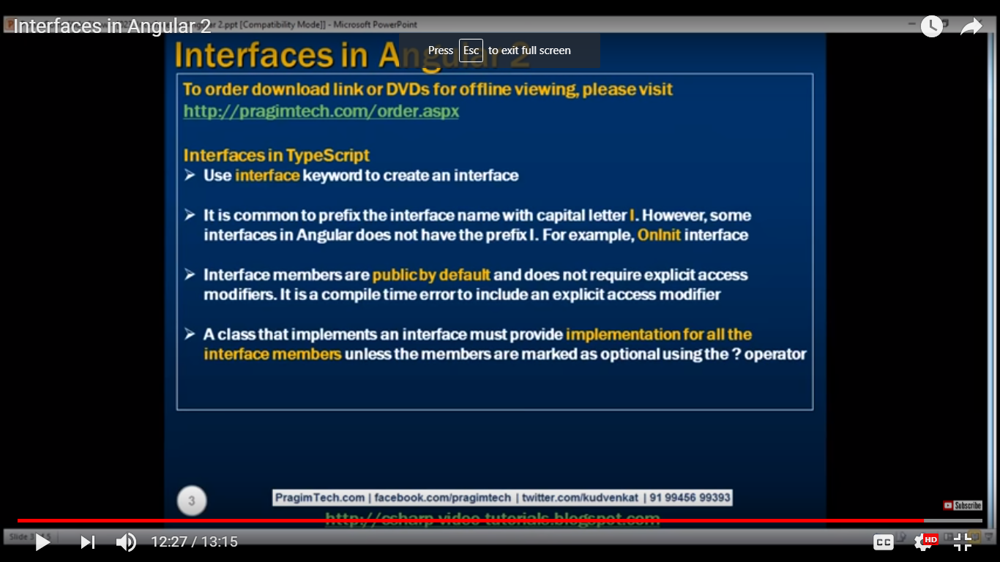 Interfaces in Angular 2
2.ppt [Compatibility Mode]] - Microsoft PowerPoint
Press Esc to exit full screen
Interfaces in Angular 2
To order download link or DVDs for offline viewing, please visit
http://pragimtech.com/order.aspx
Interfaces in TypeScript
➢ Use interface keyword to create an interface
➢ It is common to prefix the interface name with capital letter I. However, some
interfaces in Angular does not have the prefix I. For example, OnInit interface
➢ Interface members are public by default and does not require explicit access
modifiers. It is a compile time error to include an explicit access modifier
➢ A class that implements an interface must provide implementation for all the
interface members unless the members are marked as optional using the ? operator
3
PragimTech.com | facebook.com/pragimtech | twitter.com/kudvenkat | 91 99456 99393
Subscribe
http://csharp-video-tutorials.blogspot.com
Slide 3
12:27 / 13:15
CC
HD